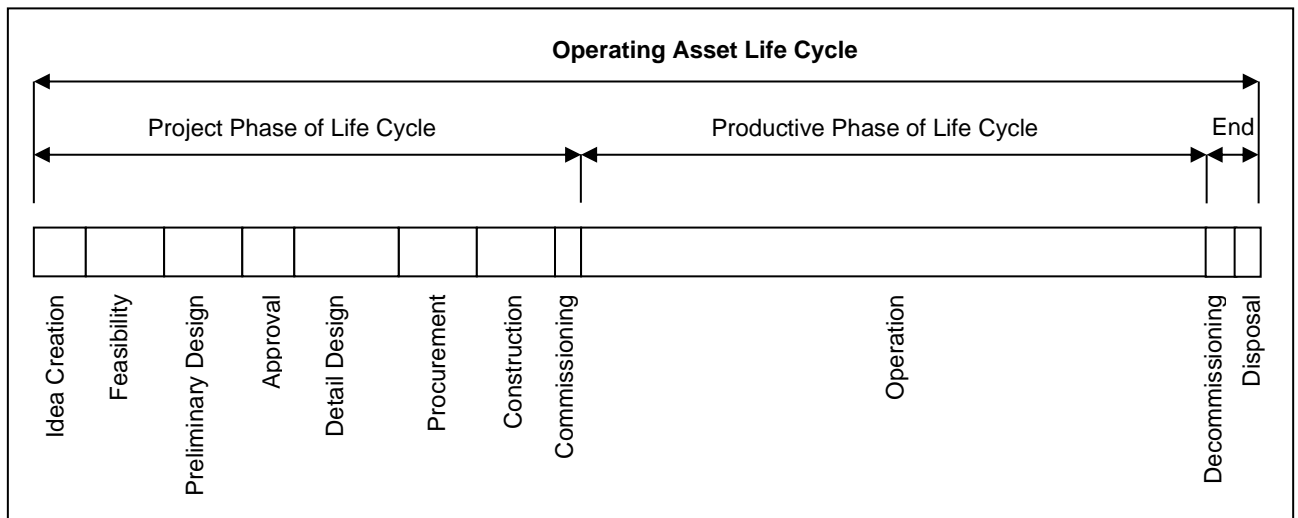 Operating Asset Life Cycle
Project Phase of Life Cycle
Productive Phase of Life Cycle
End
Idea Creation
Feasibility
Preliminary Design
Approval
Detail Design
Procurement
Construction
Commissioning
Operation
Decommissioning
Disposal